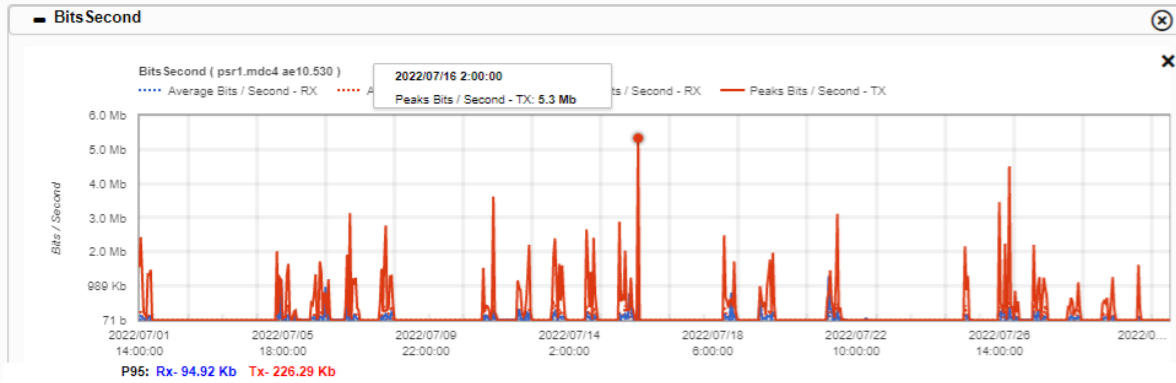 BitsSecond
BitsSecond ( psr1.mdc4 ae10.530 )
2022/07/16 2:00:00
Peaks Bits / Second - TX: 5.3 Mb
Average Bits / Second - RX A ts / Second - RX Peaks Bits / Second - TX
6.0 Mb
5.0 Mb
4.0 Mb
3.0 Mb
2.0 Mb
989 Kb
71 b
Bits / Second
2022/07/01 2022/07/05 2022/07/09 2022/07/14 2022/07/18 2022/07/22 2022/07/26 2022/0...
14:00:00 18:00:00 22:00:00 2:00:00 6:00:00 10:00:00 14:00:00
P95: Rx- 94.92 Kb Tx- 226.29 Kb